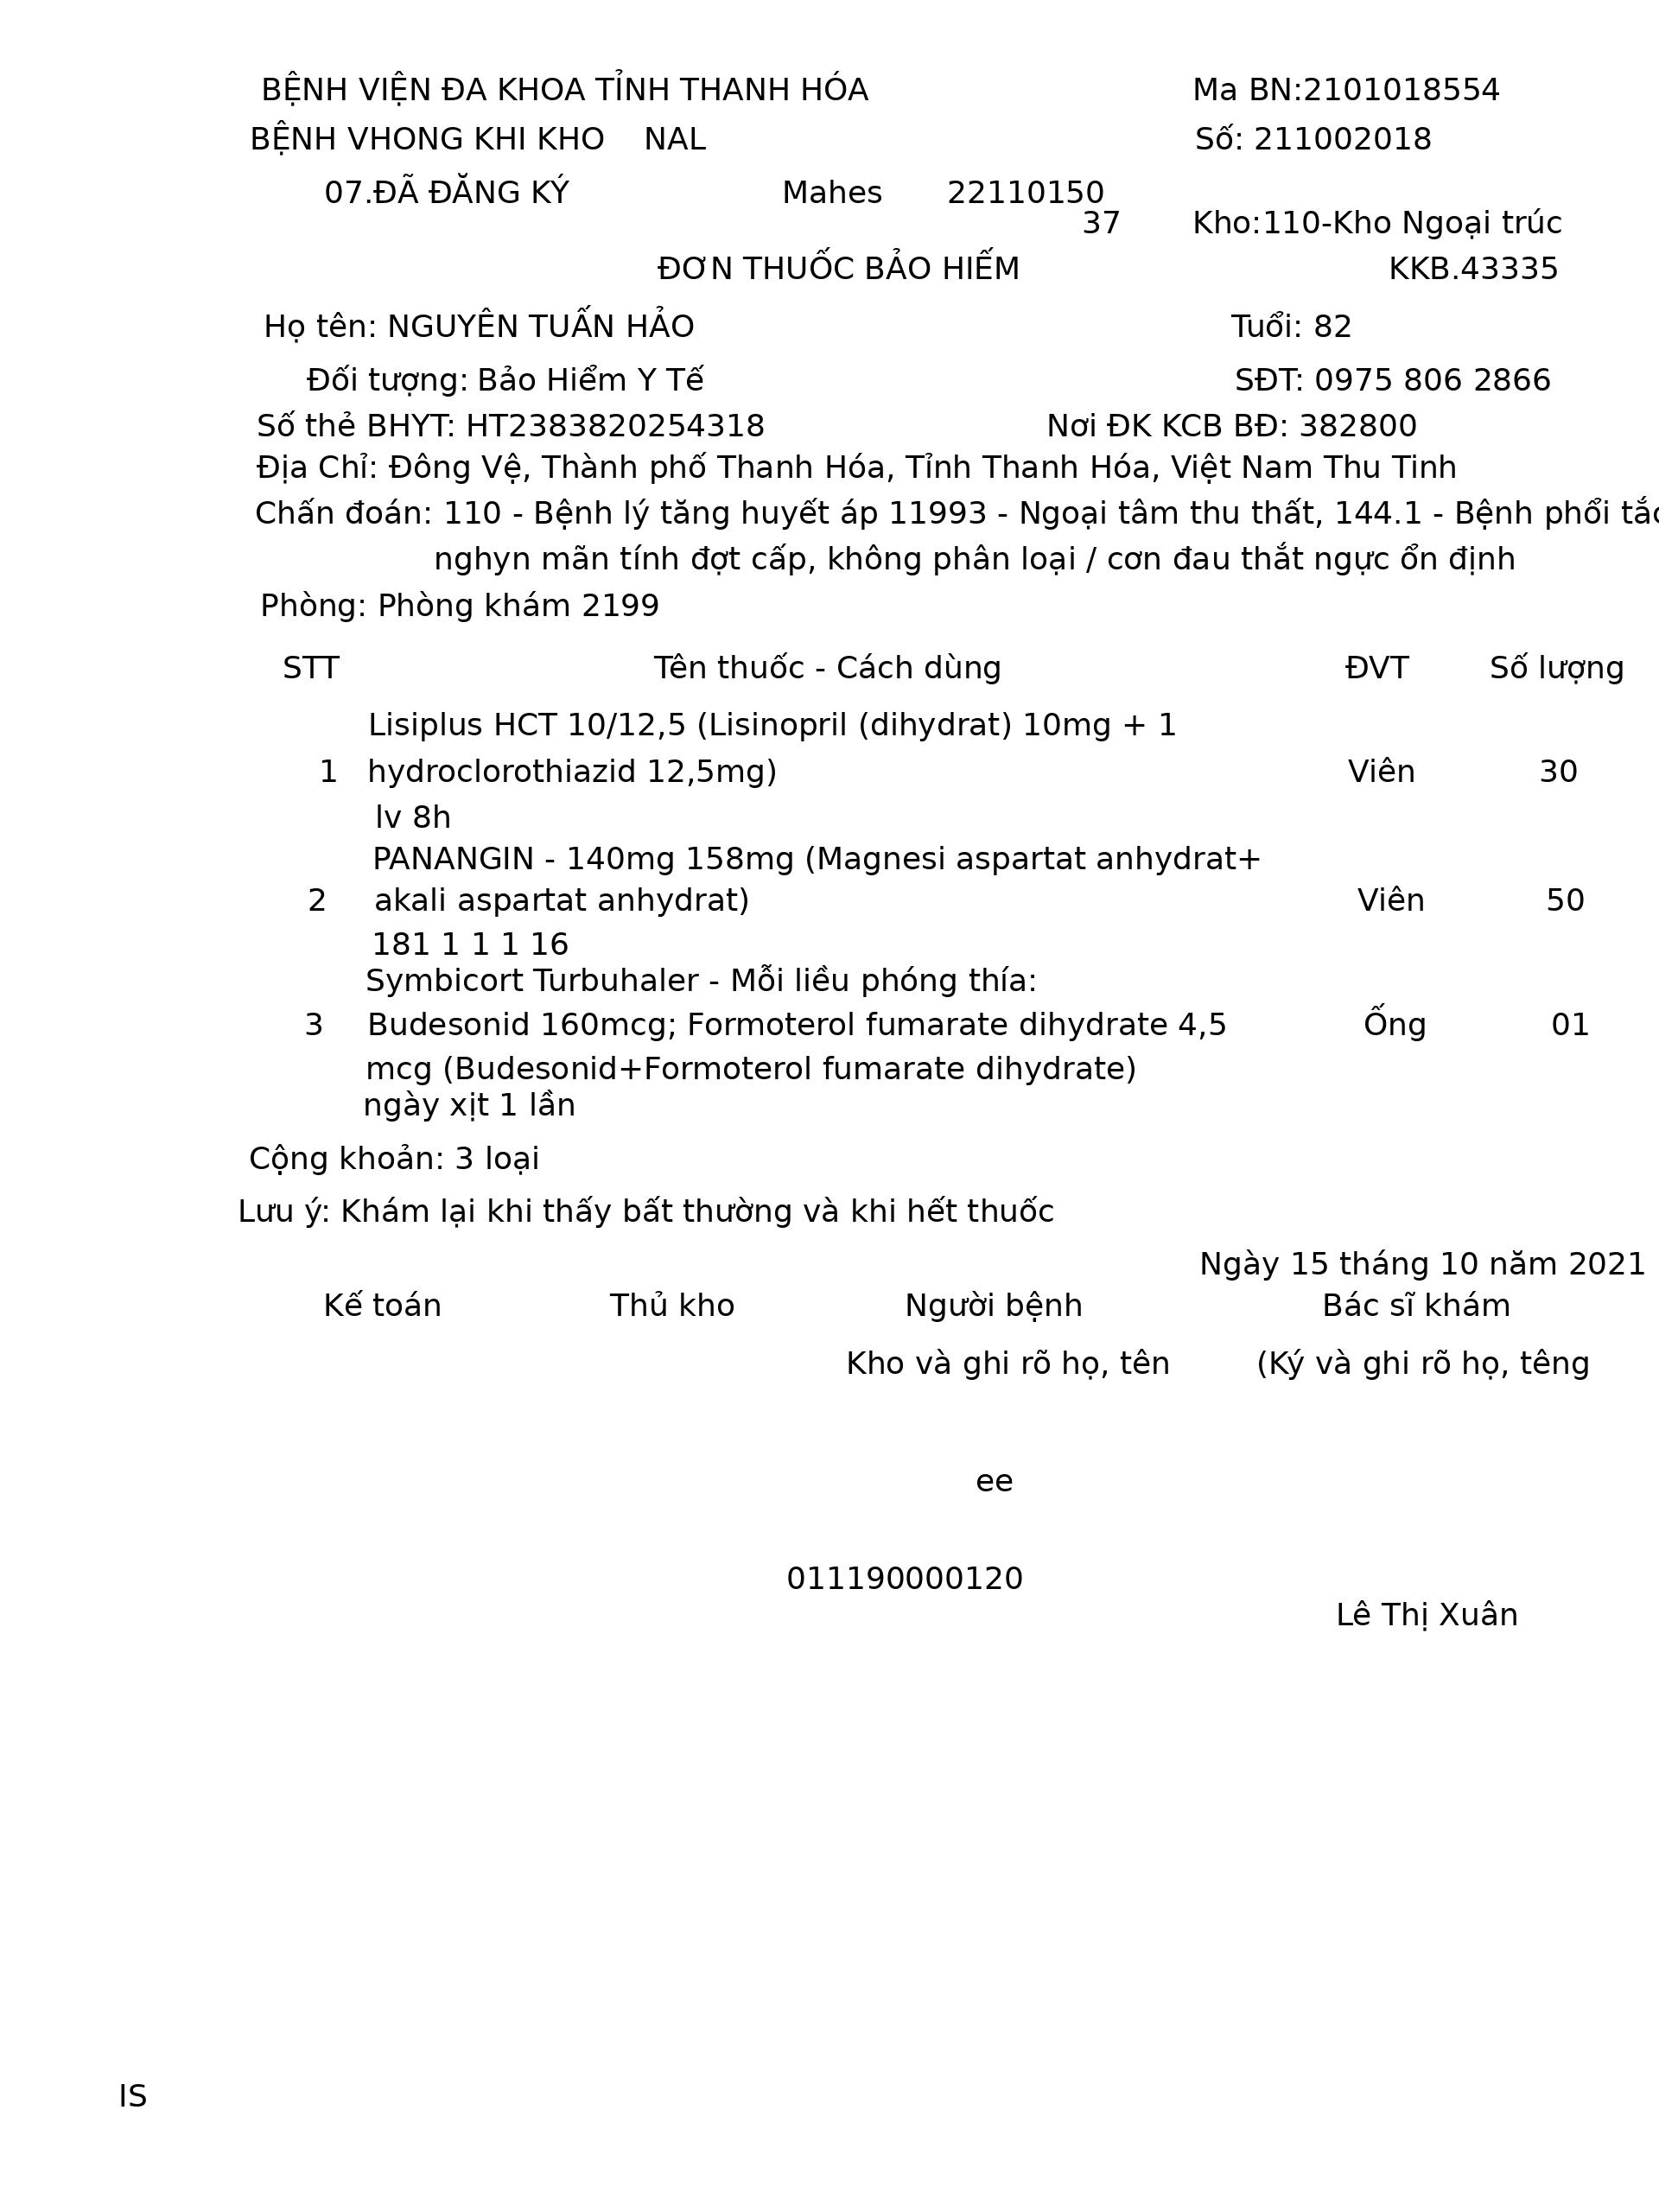 BỆNH VIỆN ĐA KHOA TỈNH THANH HÓA Ma BN:2101018554
BỆNH VHONG KHI KHO NAL Số: 211002018
07.ĐÃ ĐĂNG KÝ Mahes 22110150
37 Kho:110-Kho Ngoại trúc
ĐƠN THUỐC BẢO HIẾM KKB.43335
Họ tên: NGUYÊN TUẤN HẢO Tuổi: 82
Đối tượng: Bảo Hiểm Y Tế SĐT: 0975 806 2866
Số thẻ BHYT: HT2383820254318 Nơi ĐK KCB BĐ: 382800
Địa Chỉ: Đông Vệ, Thành phố Thanh Hóa, Tỉnh Thanh Hóa, Việt Nam Thu Tinh
Chấn đoán: 110 - Bệnh lý tăng huyết áp 11993 - Ngoại tâm thu thất, 144.1 - Bệnh phổi tắc
nghyn mãn tính đợt cấp, không phân loại / cơn đau thắt ngực ổn định
Phòng: Phòng khám 2199
STT Tên thuốc - Cách dùng ĐVT Số lượng
Lisiplus HCT 10/12,5 (Lisinopril (dihydrat) 10mg + 1
1 hydroclorothiazid 12,5mg) Viên 30
lv 8h
PANANGIN - 140mg 158mg (Magnesi aspartat anhydrat+
2 akali aspartat anhydrat) Viên 50
181 1 1 1 16
Symbicort Turbuhaler - Mỗi liều phóng thía:
3 Budesonid 160mcg; Formoterol fumarate dihydrate 4,5 Ống 01
mcg (Budesonid+Formoterol fumarate dihydrate)
ngày xịt 1 lần
Cộng khoản: 3 loại
Lưu ý: Khám lại khi thấy bất thường và khi hết thuốc
Ngày 15 tháng 10 năm 2021
Kế toán Thủ kho Người bệnh Bác sĩ khám
Kho và ghi rõ họ, tên (Ký và ghi rõ họ, têng
ee
011190000120
Lê Thị Xuân
IS